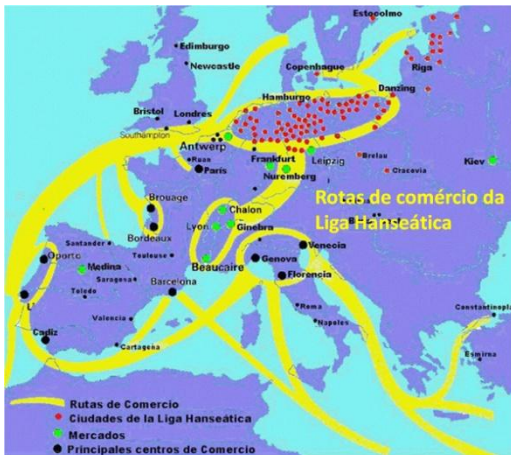 Estocolmo
Edimburgo
Newcastle
Copenhague
Riga
Danzing
Hamburgo
Bristol
Londres
Southampton
Antwerp
Ruan
París
Frankfurt
Leipzig
Nuremberg
Breslau
Cracovia
Kiev
Rotas de comércio da
Liga Hanseática
Brouage
Bordeaux
Chalon
Lyon
Ginebra
Beaucaire
Santander
Toulouse
Oporto
Medina
Saragosa
Toledo
Barcelona
Valencia
Cadiz
Cartagena
Venecia
Genova
Florencia
Roma
Napoles
Constantinopla
Esmirna
Rutas de Comercio
Ciudades de la Liga Hanseática
Mercados
Principales centros de Comercio